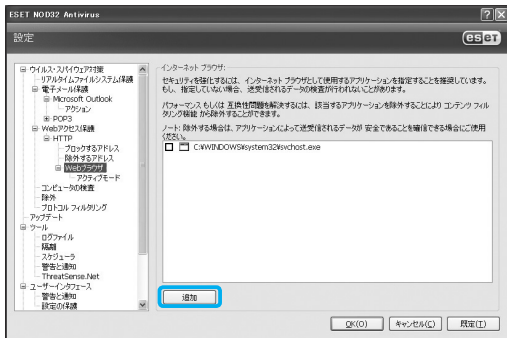 ESET NOD32 Antivirus
設定
eseT
ウイルス・スパイウェア対策
リアルタイムファイルシステム保護
電子メール保護
Microsoft Outlook
アクション
POP3
Webアクセス保護
HTTP
ブロックするアドレス
除外するアドレス
Webブラウザ
アクティブモード
コンピュータの検査
除外
プロトコル フィルタリング
アップデート
ツール
ログファイル
隔離
スケジューラ
警告と通知
ThreatSense.Net
ユーザーインタフェース
警告と通知
設定の保護
インターネット ブラウザ:
セキュリティを強化するには、インターネット ブラウザとして使用するアプリケーションを指定することを推奨しています。
もし、指定していない場合、送受信されるデータの検査が行われないことがあります。
パフォーマンス もしくは 互換性問題を解決するには、該当するアプリケーションを除外することにより コンテンツ フィル
タリング機能 から除外することができます。
ノート: 除外する場合は、アプリケーションによって送受信されるデータが 安全であることを確信できる場合にご使用
ください。
C:¥WINDOWS¥system32¥svchost.exe
追加
OK(O)
キャンセル(C)
既定(T)